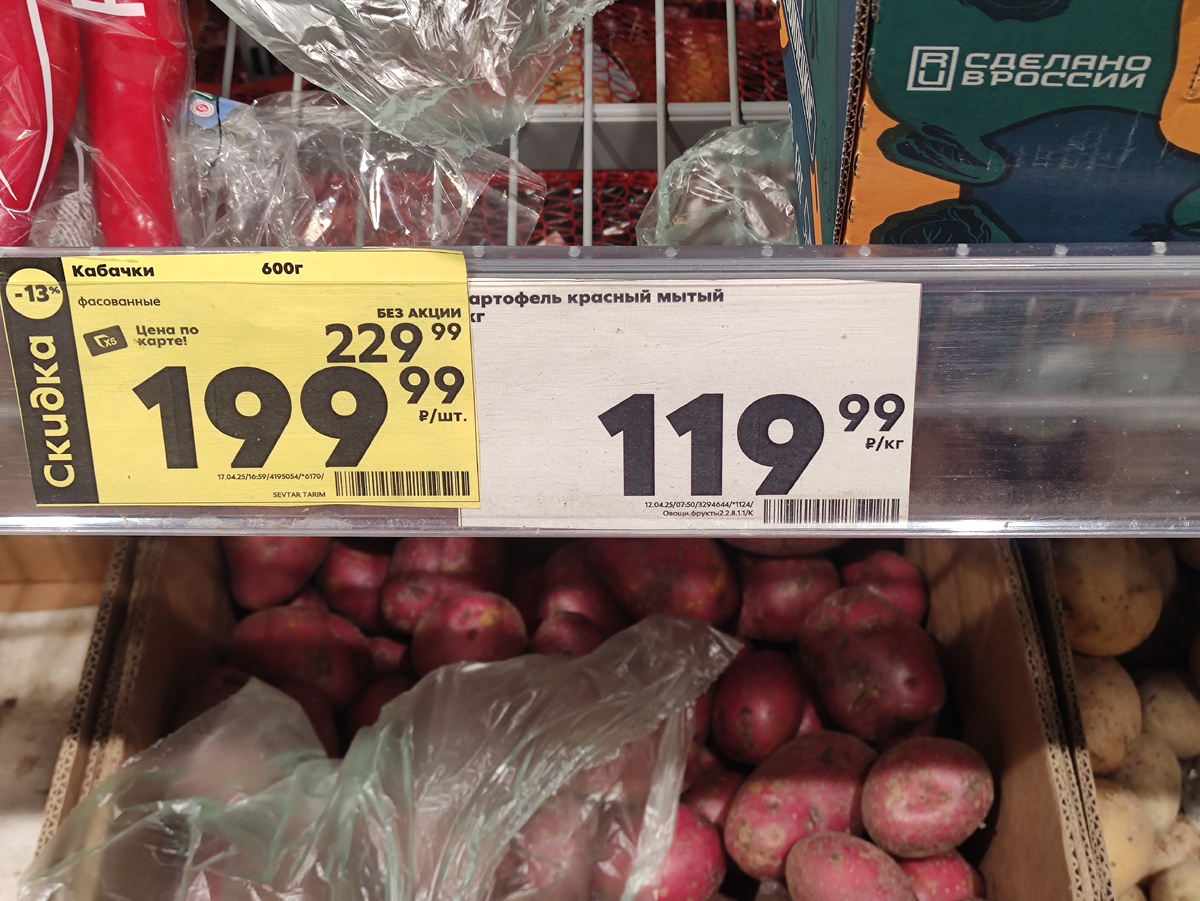 СДЕЛАНО
В РОССИИ
-13%
Скидка
Кабачки 600г
фасованные
X5
Цена по
карте!
БЕЗ АКЦИИ
229 99
199 99
₽/шт.
17.04.25/16:59/4195054/*6170/
SEVTAR TARIM
артофель красный мытый
кг
119 99
₽/кг
12.04.25/07:50/3294644/*1124/
Овощи.фрукты2.2.8.1.1/К